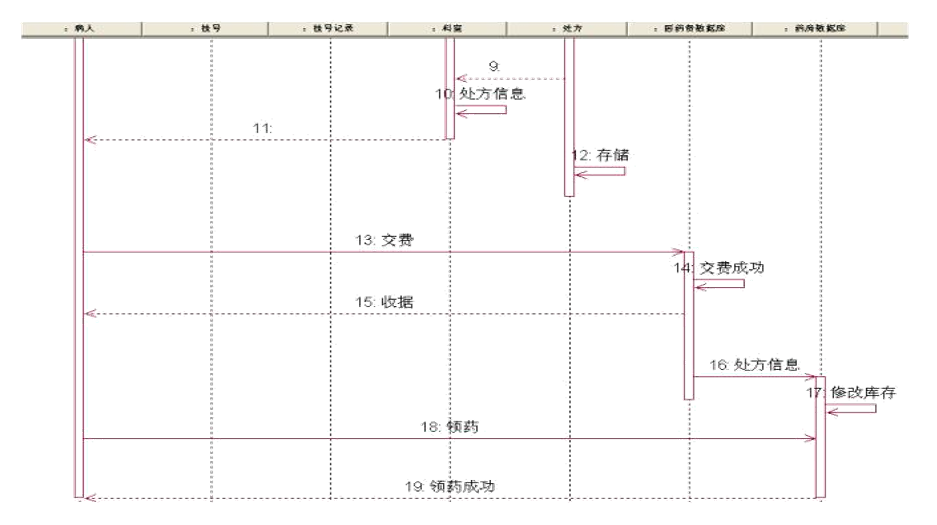 : 病人 : 挂号 : 挂号记录 : 科室 : 处方 : 医药费数据库 : 药房数据库
9:
10: 处方信息
11:
12: 存储
13: 交费
14: 交费成功
15: 收据
16: 处方信息
17: 修改库存
18: 领药
19: 领药成功